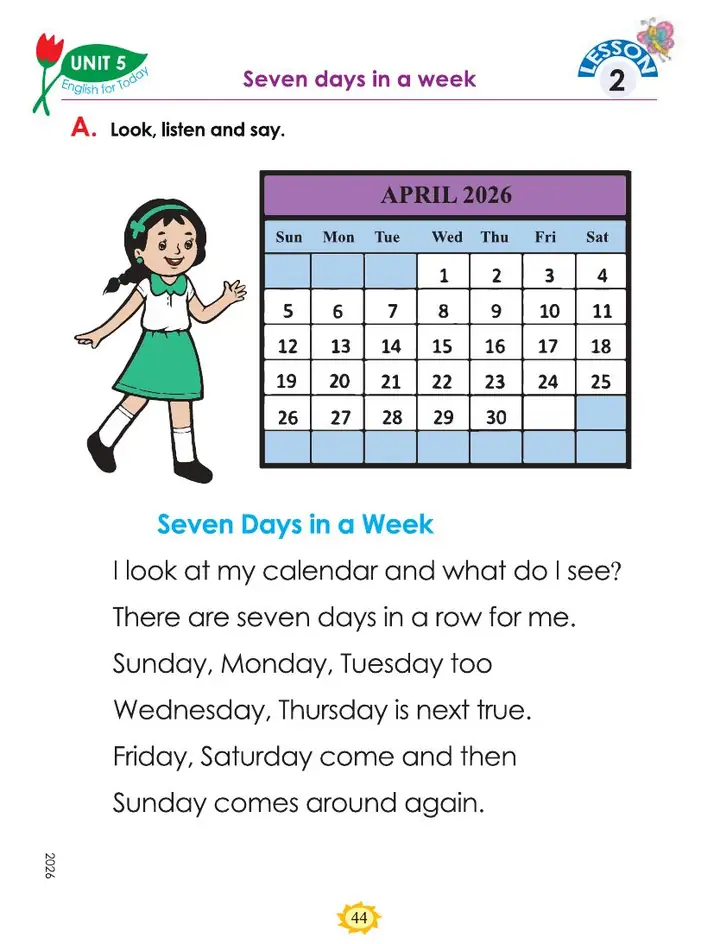 UNIT 5
English for Today
Seven days in a week
LESSON
2
A. Look, listen and say.
APRIL 2026
Sun Mon Tue Wed Thu Fri Sat
1 2 3 4
5 6 7 8 9 10 11
12 13 14 15 16 17 18
19 20 21 22 23 24 25
26 27 28 29 30
Seven Days in a Week
I look at my calendar and what do I see?
There are seven days in a row for me.
Sunday, Monday, Tuesday too
Wednesday, Thursday is next true.
Friday, Saturday come and then
Sunday comes around again.
2026
44